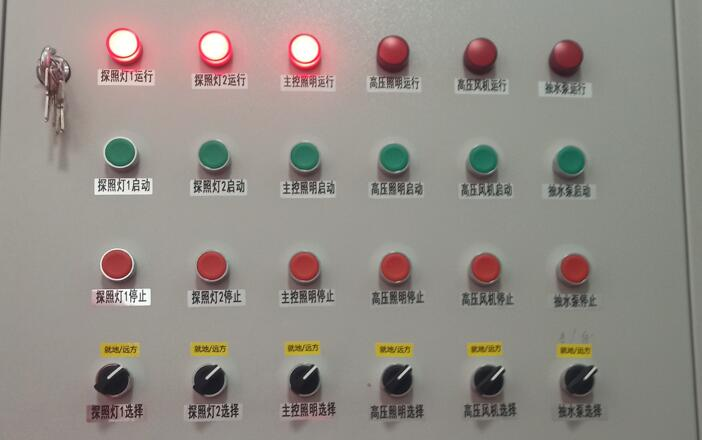 探照灯1运行
探照灯2运行
主控照明运行
高压照明运行
高压风机运行
抽水泵运行
探照灯1启动
探照灯2启动
主控照明启动
高压照明启动
高压风机启动
抽水泵启动
探照灯1停止
探照灯2停止
主控照明停止
高压照明停止
高压风机停止
抽水泵停止
就地/远方
就地/远方
就地/远方
就地/远方
就地/远方
就地/远方
探照灯1选择
探照灯2选择
主控照明选择
高压照明选择
高压风机选择
抽水泵选择